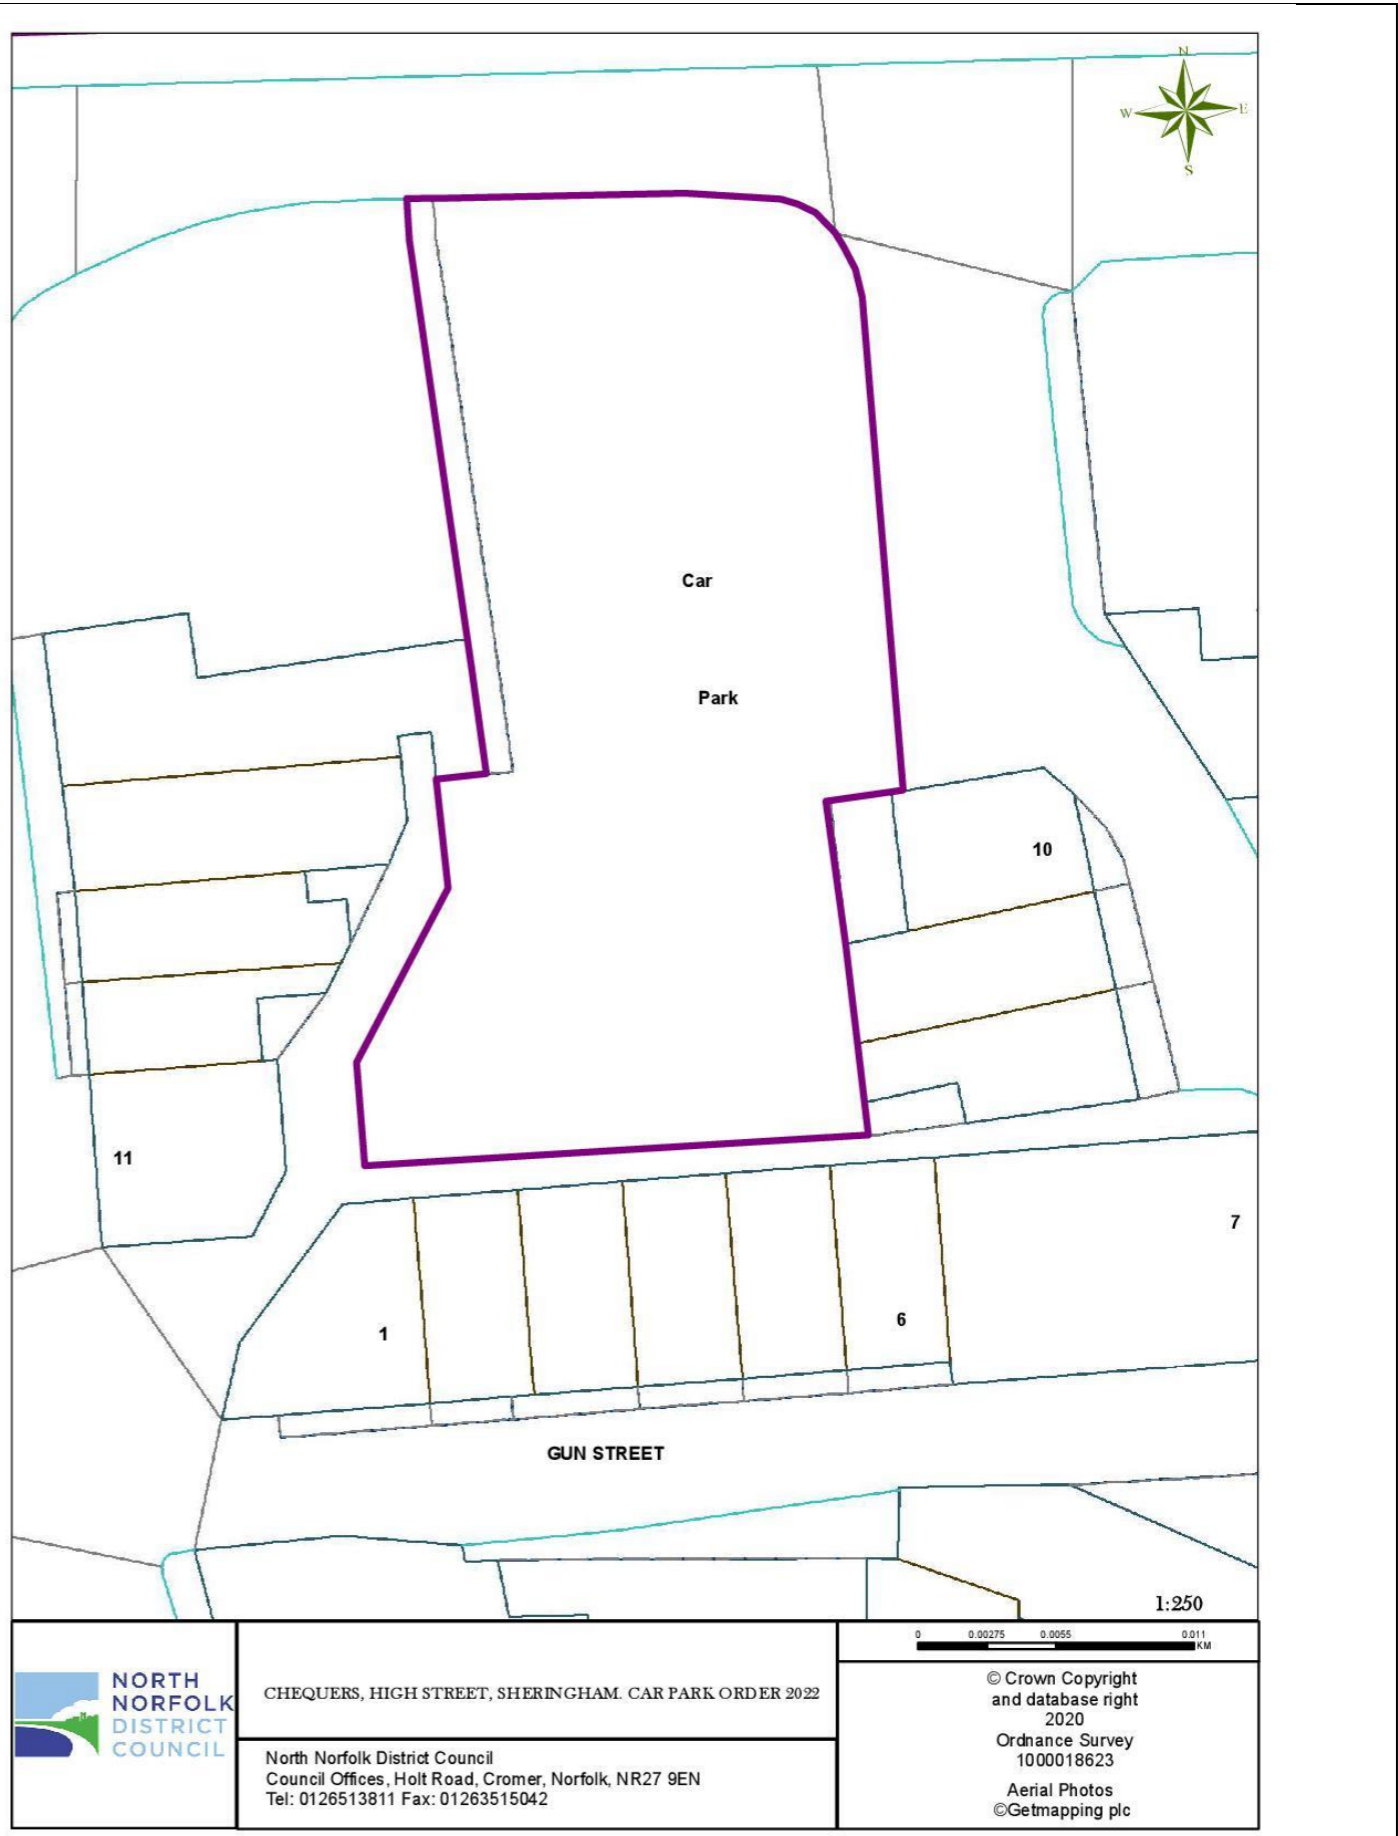 N
W E
S
Car
Park
10
11
7
1
6
GUN STREET
1:250
0 0.00275 0.0055 0.011
KM
NORTH
NORFOLK
DISTRICT
COUNCIL
CHEQUERS, HIGH STREET, SHERINGHAM. CAR PARK ORDER 2022
North Norfolk District Council
Council Offices, Holt Road, Cromer, Norfolk, NR27 9EN
Tel: 0126513811 Fax: 01263515042
© Crown Copyright
and database right
2020
Ordnance Survey
1000018623
Aerial Photos
©Getmapping plc